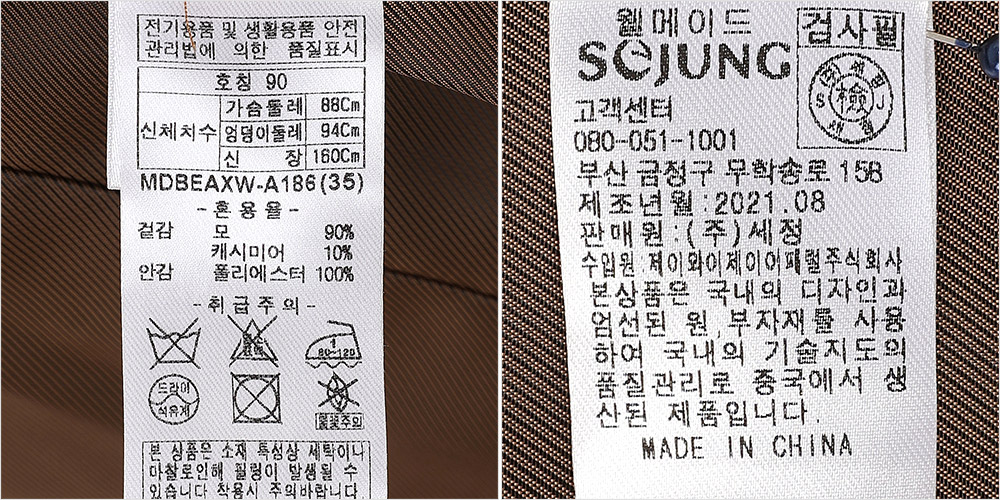 전기용품 및 생활용품 안전
관리법에 의한 품질표시
호칭 90
신체치수
가슴둘레 88Cm
엉덩이둘레 94Cm
신 장 160Cm
MDBEAXW-A186(35)
-혼용율-
겉감 모 90%
캐시미어 10%
안감 폴리에스터 100%
-취급주의-
1
80~120
드라이
석유계
불꽃주의
본 상품은 소재 특성상 세탁이나
마찰로인해 필링이 발생될 수
있습니다 착용시 주의바랍니다
웰메이드
SEJUNG
검사필
S 檢 J
고객센터
080-051-1001
부산 금정구 무학송로 158
제조년월:2021.08
판매원:(주)세정
수입원 제이와이제이어패럴주식회사
본상품은 국내의 디자인과
엄선된 원,부자재를 사용
하여 국내의 기술지도의
품질관리로 중국에서 생
산된 제품입니다.
MADE IN CHINA